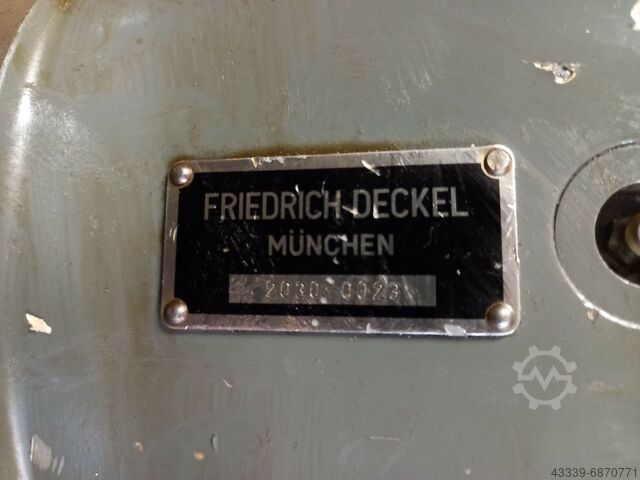 FRIEDRICH DECKEL
MÜNCHEN
2030 0023
43339-6870771